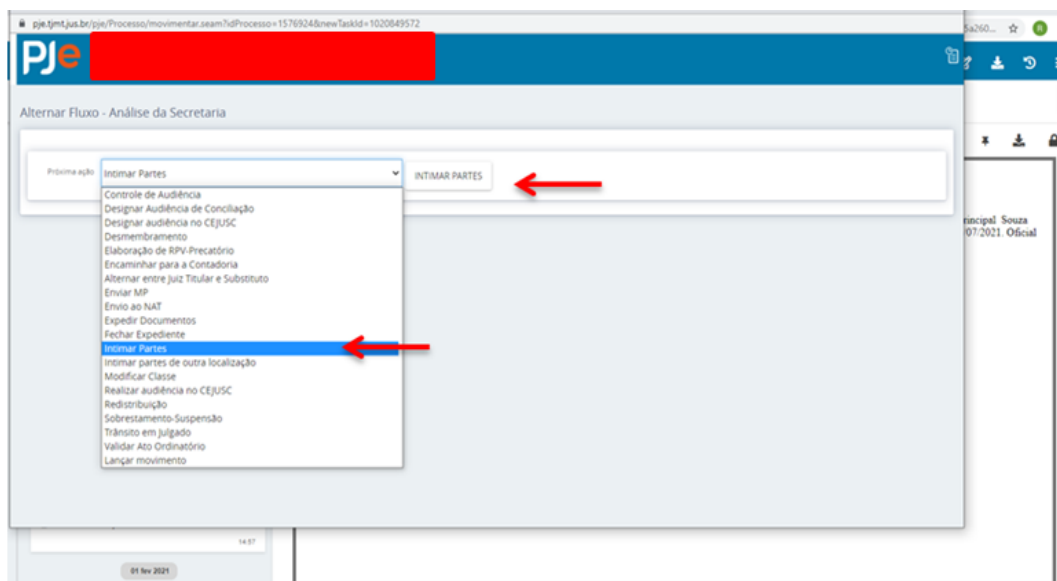 pje.tjmt.jus.br/pje/Processo/movimentar.seam?idProcesso=1576924&newTaskId=1020849572
5a260...
R
PJe
Alternar Fluxo - Análise da Secretaria
Próxima ação
Intimar Partes
INTIMAR PARTES
Controle de Audiência
Designar Audiência de Conciliação
Designar audiência no CEJUSC
Desmembramento
Elaboração de RPV-Precatório
Encaminhar para a Contadoria
Alternar entre Juiz Titular e Substituto
Enviar MP
Envio ao NAT
Expedir Documentos
Fechar Expediente
Intimar Partes
Intimar partes de outra localização
Modificar Classe
Realizar audiência no CEJUSC
Redistribuição
Sobrestamento-Suspensão
Trânsito em Julgado
Validar Ato Ordinatório
Lançar movimento
rincipal Souza
/07/2021. Oficial
14:57
01 fev 2021